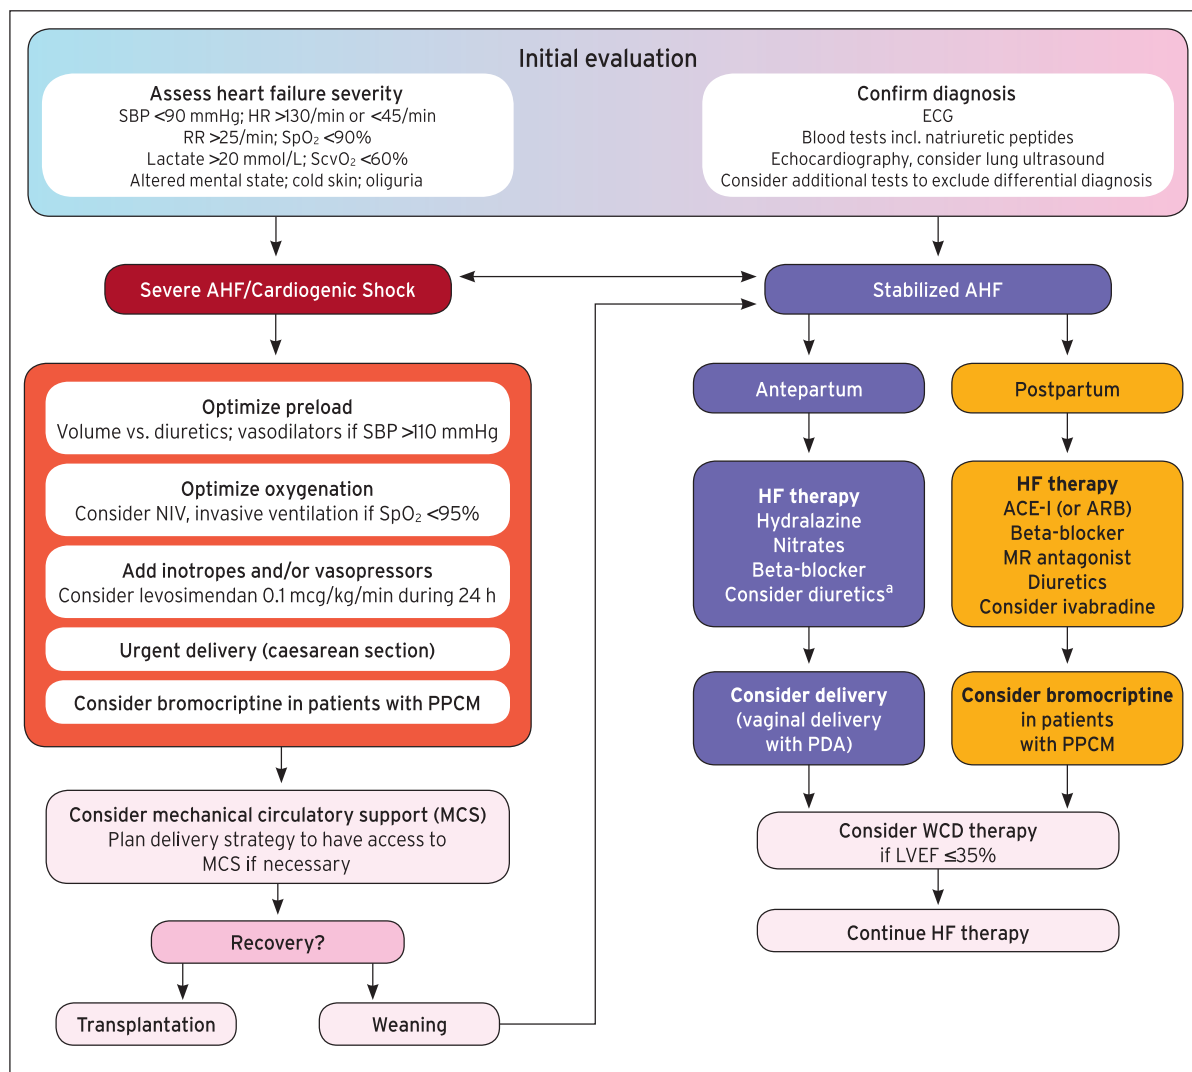 Initial evaluation
Assess heart failure severity
SBP <90 mmHg; HR >130/min or <45/min
RR >25/min; SpO₂ <90%
Lactate >20 mmol/L; ScvO₂ <60%
Altered mental state; cold skin; oliguria
Confirm diagnosis
ECG
Blood tests incl. natriuretic peptides
Echocardiography, consider lung ultrasound
Consider additional tests to exclude differential diagnosis
Severe AHF/Cardiogenic Shock
Stabilized AHF
Optimize preload
Volume vs. diuretics; vasodilators if SBP >110 mmHg
Optimize oxygenation
Consider NIV, invasive ventilation if SpO₂ <95%
Add inotropes and/or vasopressors
Consider levosimendan 0.1 mcg/kg/min during 24 h
Urgent delivery (caesarean section)
Consider bromocriptine in patients with PPCM
Consider mechanical circulatory support (MCS)
Plan delivery strategy to have access to
MCS if necessary
Recovery?
Transplantation
Weaning
Antepartum
HF therapy
Hydralazine
Nitrates
Beta-blocker
Consider diureticsᵃ
Consider delivery
(vaginal delivery
with PDA)
Postpartum
HF therapy
ACE-I (or ARB)
Beta-blocker
MR antagonist
Diuretics
Consider ivabradine
Consider bromocriptine
in patients
with PPCM
Consider WCD therapy
if LVEF ≤35%
Continue HF therapy